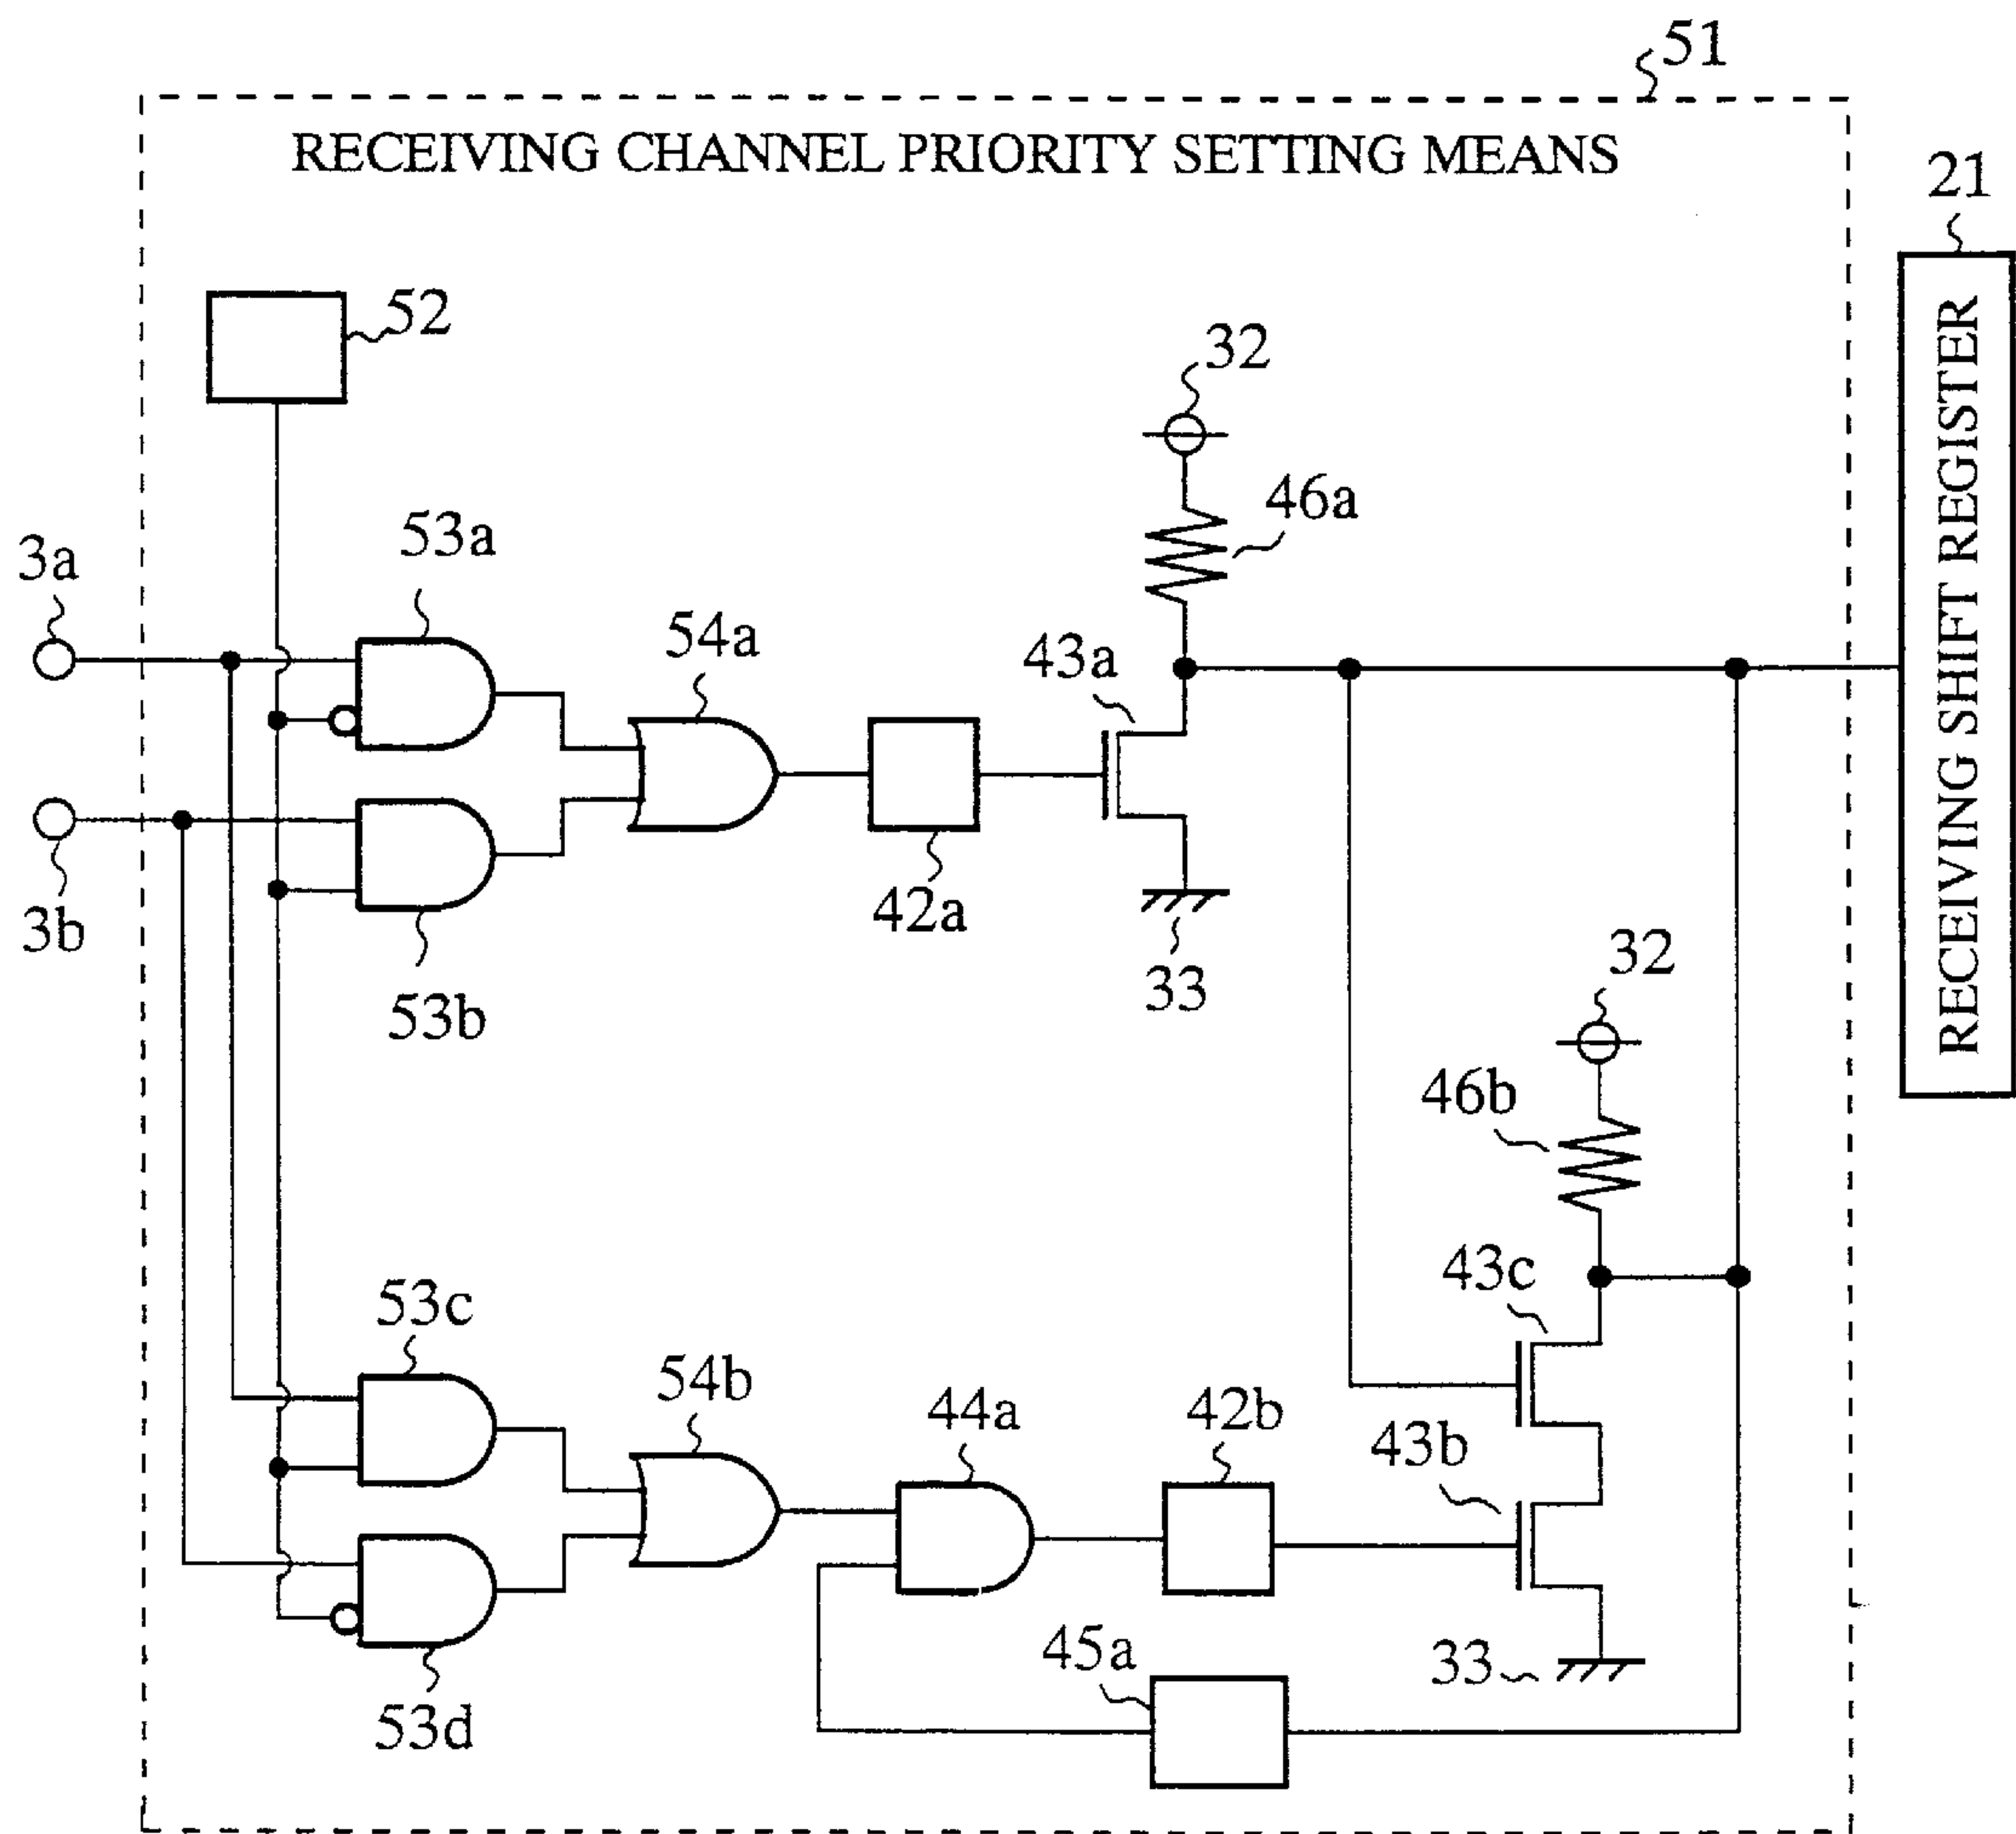 51
RECEIVING CHANNEL PRIORITY SETTING MEANS
21
RECEIVING SHIFT REGISTER
52
32
46a
3a
53a
54a
43a
3b
42a
33
53b
32
46b
43c
53c
54b
44a
42b
43b
45a
33
53d